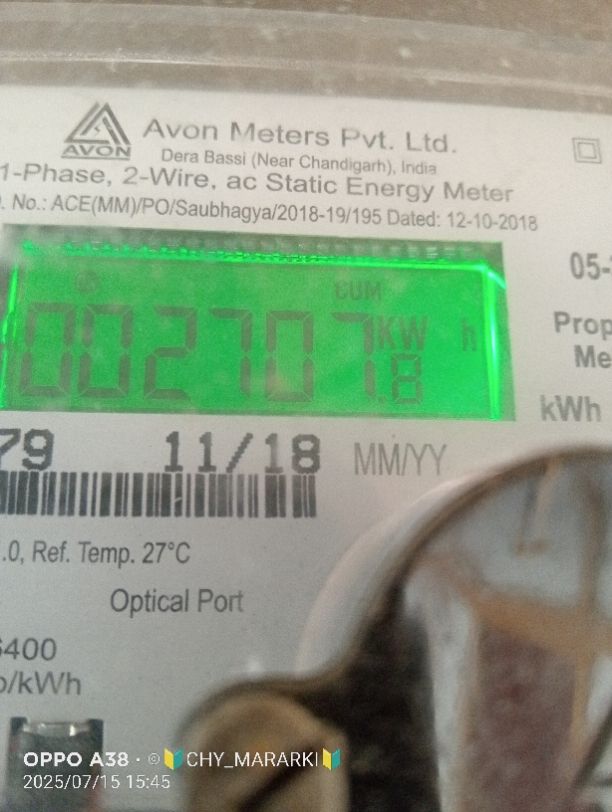 AVON
Avon Meters Pvt. Ltd.
Dera Bassi (Near Chandigarh), India
1-Phase, 2-Wire, ac Static Energy Meter
. No.: ACE(MM)/PO/Saubhagya/2018-19/195 Dated: 12-10-2018
05-
CUM
002707.8 KW h
Prop
Me
kWh
79 11/18 MM/YY
.0, Ref. Temp. 27°C
Optical Port
6400
p/kWh
OPPO A38 · © 🔰CHY_MARARKI🔰
2025/07/15 15:45